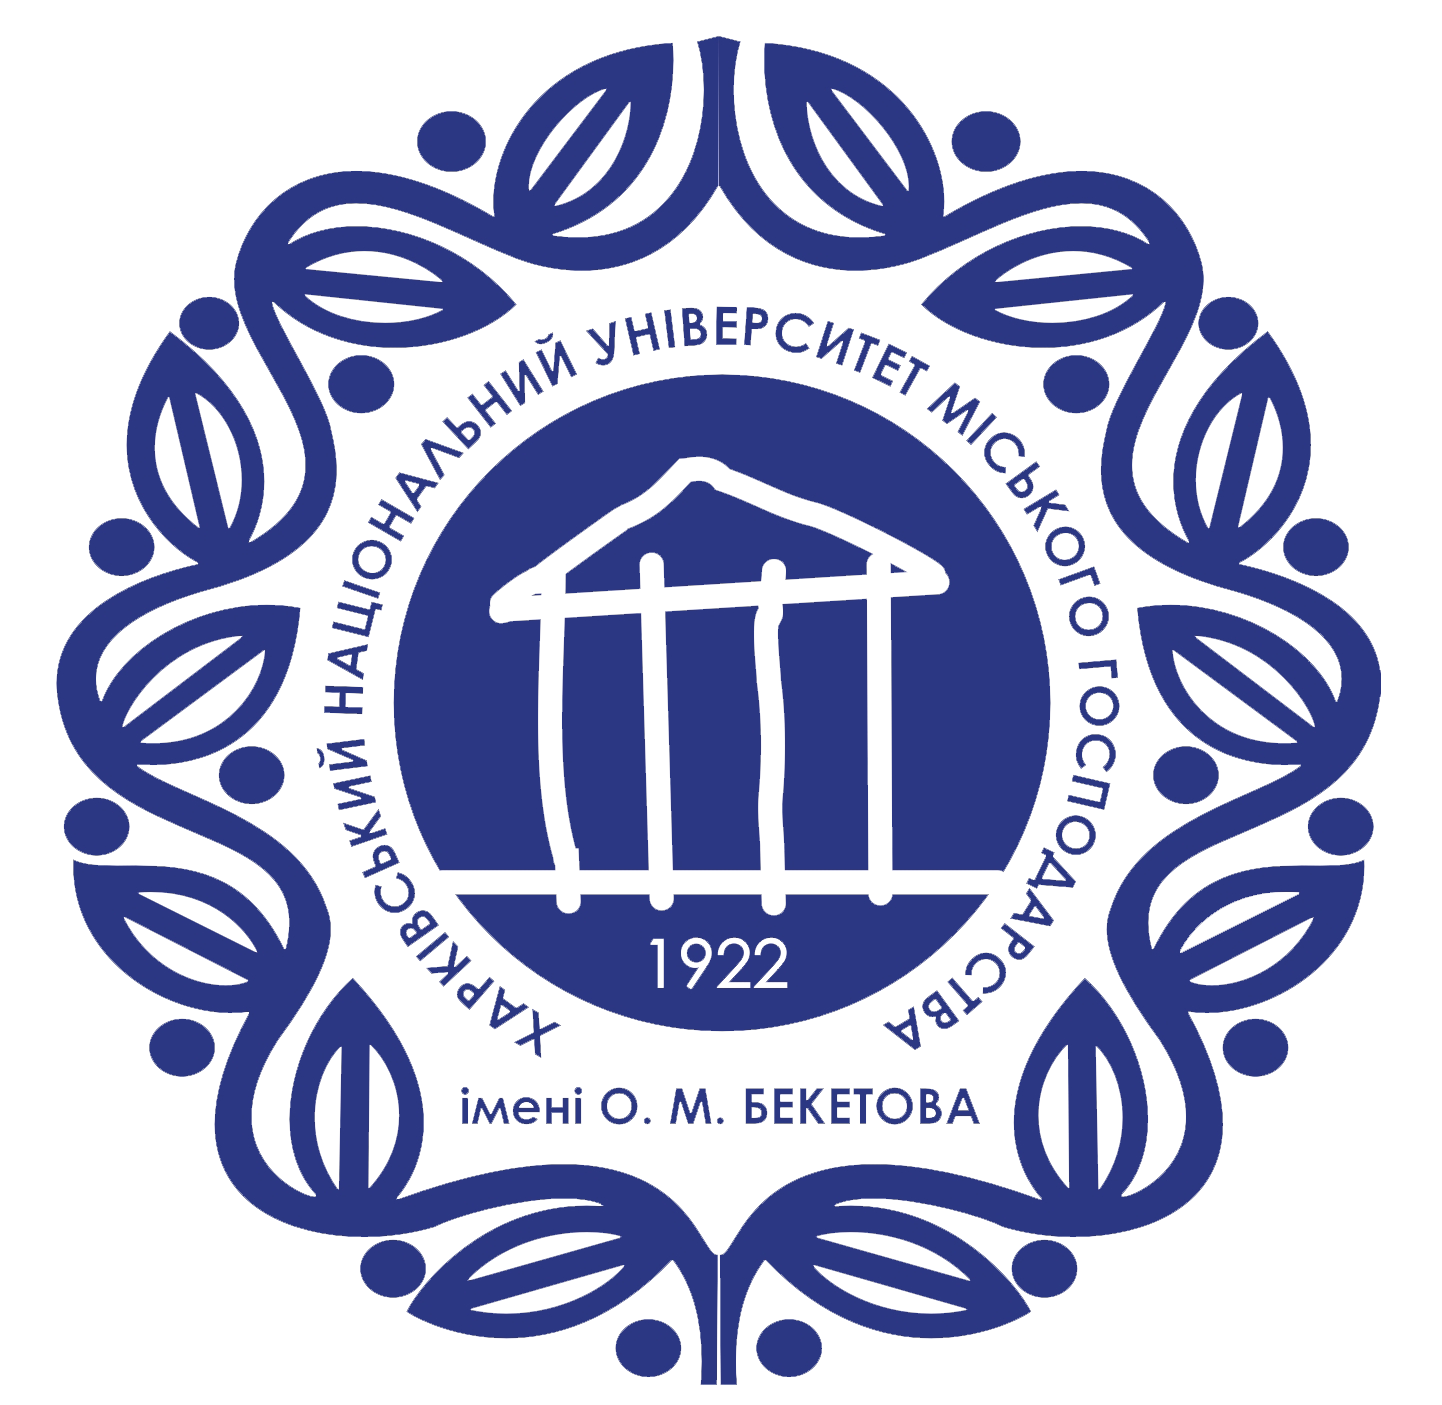 ХАРКІВСЬКИЙ НАЦІОНАЛЬНИЙ УНІВЕРСИТЕТ МІСЬКОГО ГОСПОДАРСТВА
1922
імені О. М. БЕКЕТОВА